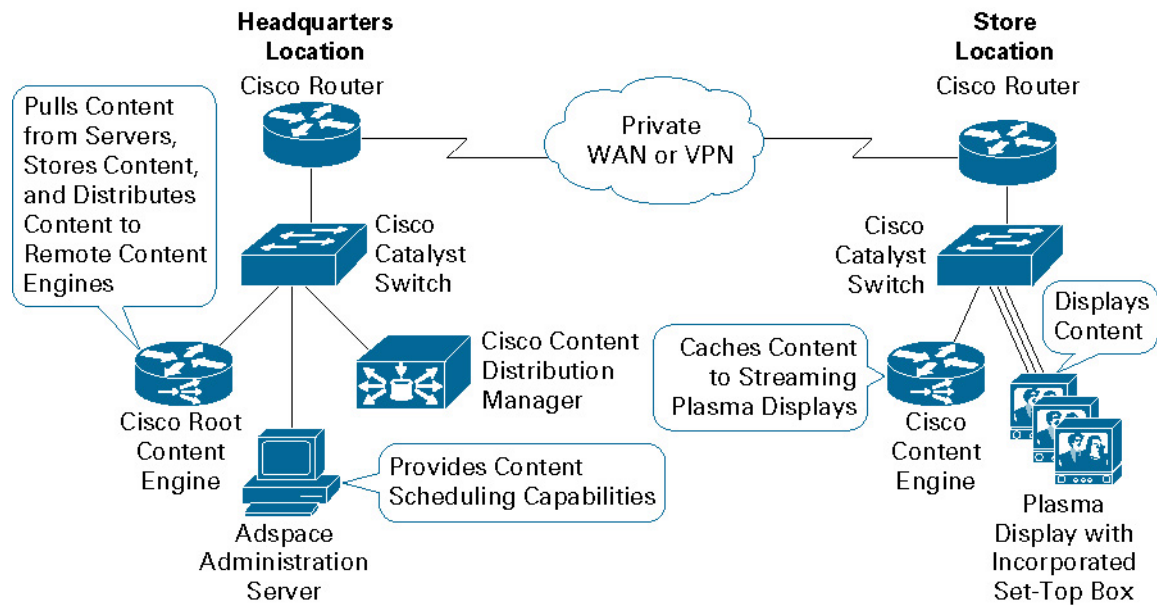 Headquarters
Location
Cisco Router
Store
Location
Cisco Router
Pulls Content
from Servers,
Stores Content,
and Distributes
Content to
Remote Content
Engines
Private
WAN or VPN
Cisco
Catalyst
Switch
Cisco
Catalyst
Switch
Displays
Content
Cisco Content
Distribution
Manager
Caches Content
to Streaming
Plasma Displays
Cisco Root
Content
Engine
Cisco
Content
Engine
Provides Content
Scheduling Capabilities
Adspace
Administration
Server
Plasma
Display with
Incorporated
Set-Top Box